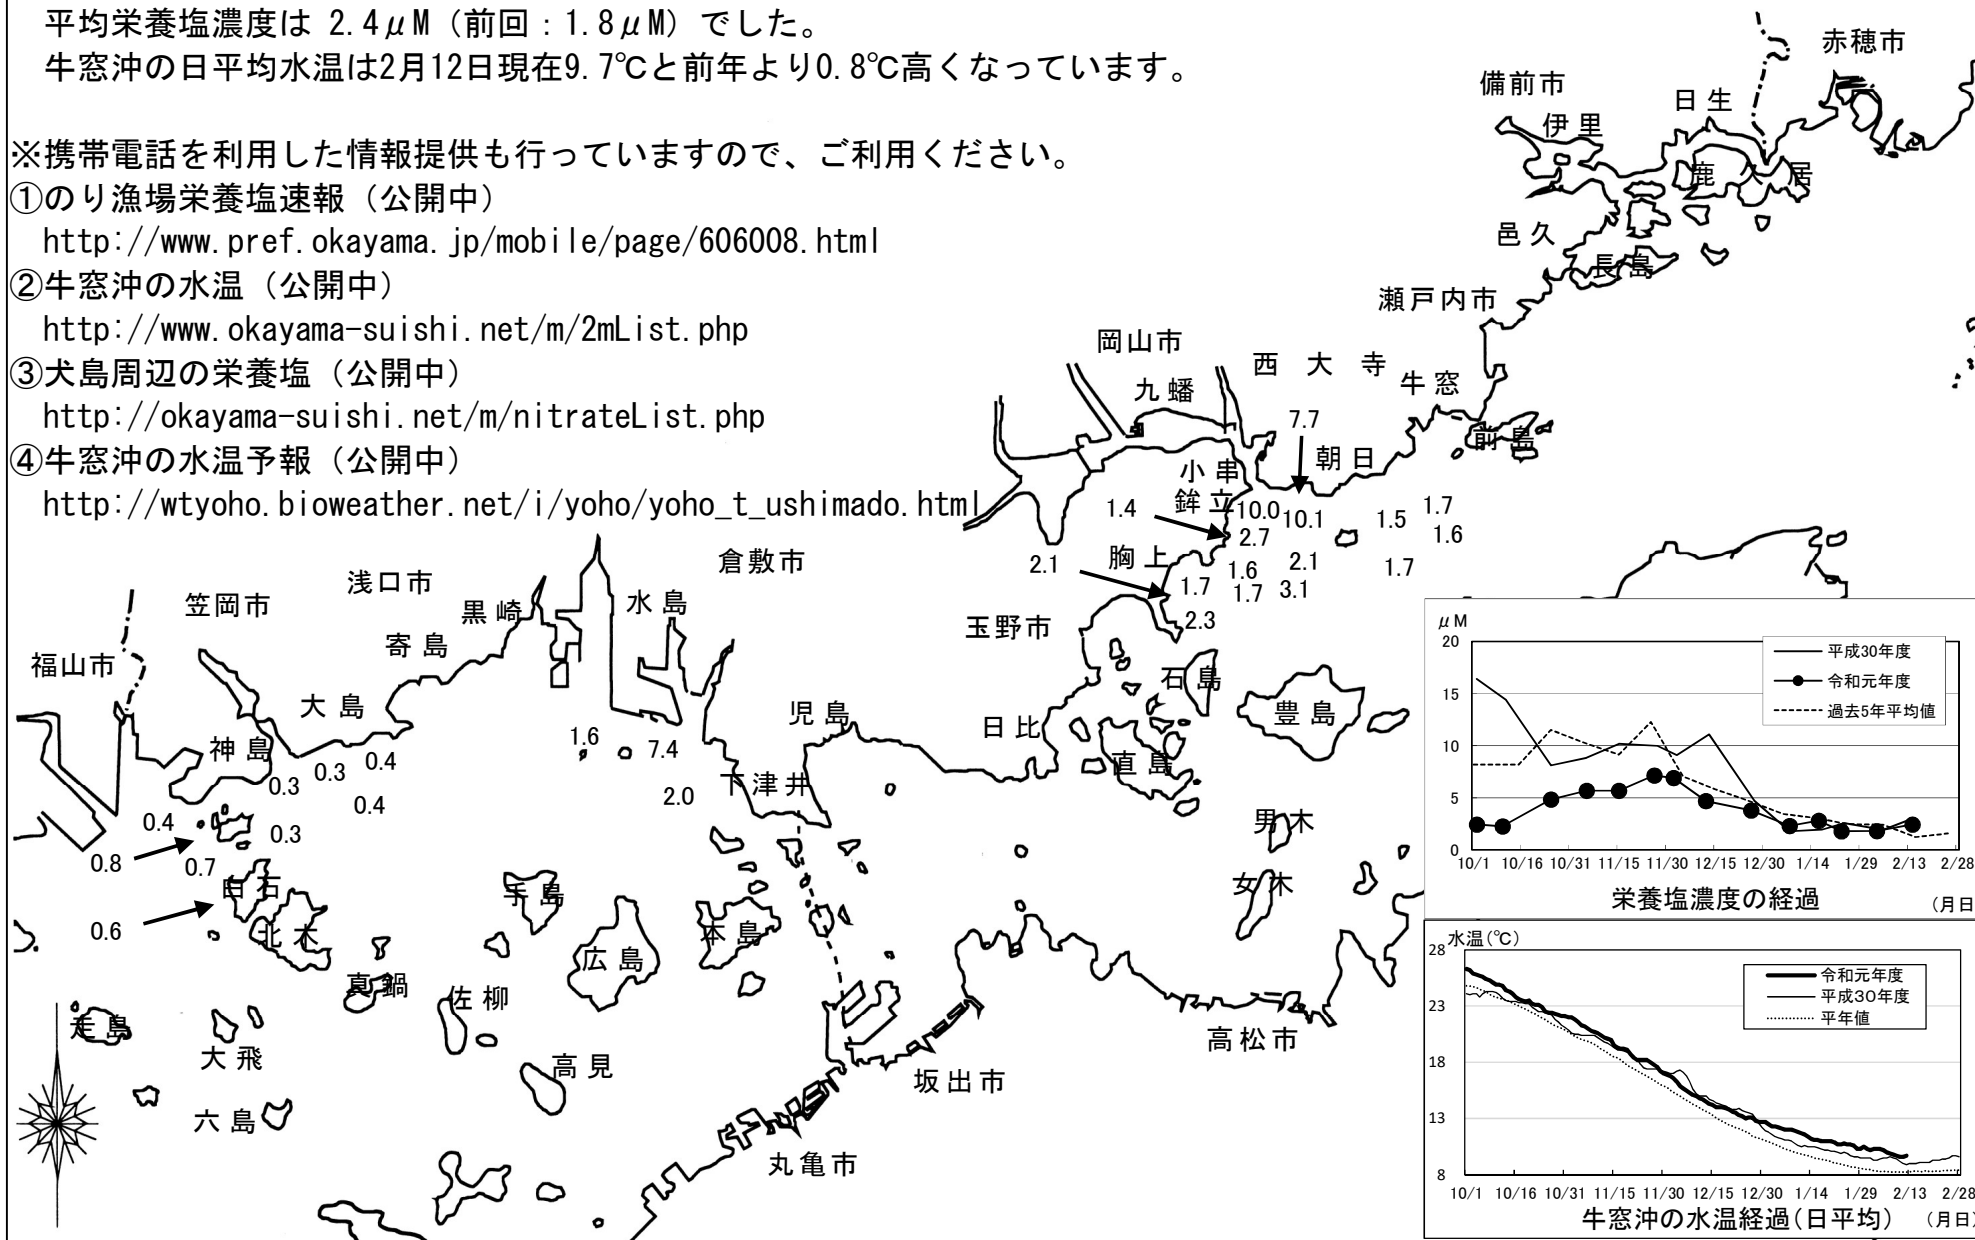 平均栄養塩濃度は 2.4μM（前回：1.8μM）でした。
牛窓沖の日平均水温は2月12日現在9.7℃と前年より0.8℃高くなっています。
※携帯電話を利用した情報提供も行っていますので、ご利用ください。
①のり漁場栄養塩速報（公開中）
http://www.pref.okayama.jp/mobile/page/606008.html
②牛窓沖の水温（公開中）
http://www.okayama-suishi.net/m/2mList.php
③犬島周辺の栄養塩（公開中）
http://okayama-suishi.net/m/nitrateList.php
④牛窓沖の水温予報（公開中）
http://wtyoho.bioweather.net/i/yoho/yoho_t_ushimado.html
赤穂市
備前市
日生
伊里
鹿久居
邑久
長島
瀬戸内市
岡山市
西大寺
九蟠
牛窓
7.7
前島
朝日
小串
鉾立
1.4
10.0
10.1
1.5
1.7
1.6
2.7
胸上
2.1
2.1
1.7
1.6
1.7
3.1
1.7
2.3
倉敷市
浅口市
笠岡市
黒崎
水島
玉野市
寄島
福山市
石島
大島
児島
日比
豊島
神島
1.6
7.4
直島
0.3
0.3
0.4
下津井
2.0
0.4
0.4
0.3
男木
0.8
0.7
白石
手島
女木
0.6
北木
本島
広島
真鍋
佐柳
走島
大飛
高松市
高見
坂出市
六島
丸亀市
μM
20
15
10
5
0
平成30年度
令和元年度
過去5年平均値
10/1 10/16 10/31 11/15 11/30 12/15 12/30 1/14 1/29 2/13 2/28
栄養塩濃度の経過
（月日
水温(℃)
28
23
18
13
8
令和元年度
平成30年度
平年値
10/1 10/16 10/31 11/15 11/30 12/15 12/30 1/14 1/29 2/13 2/28
牛窓沖の水温経過(日平均)
（月日）